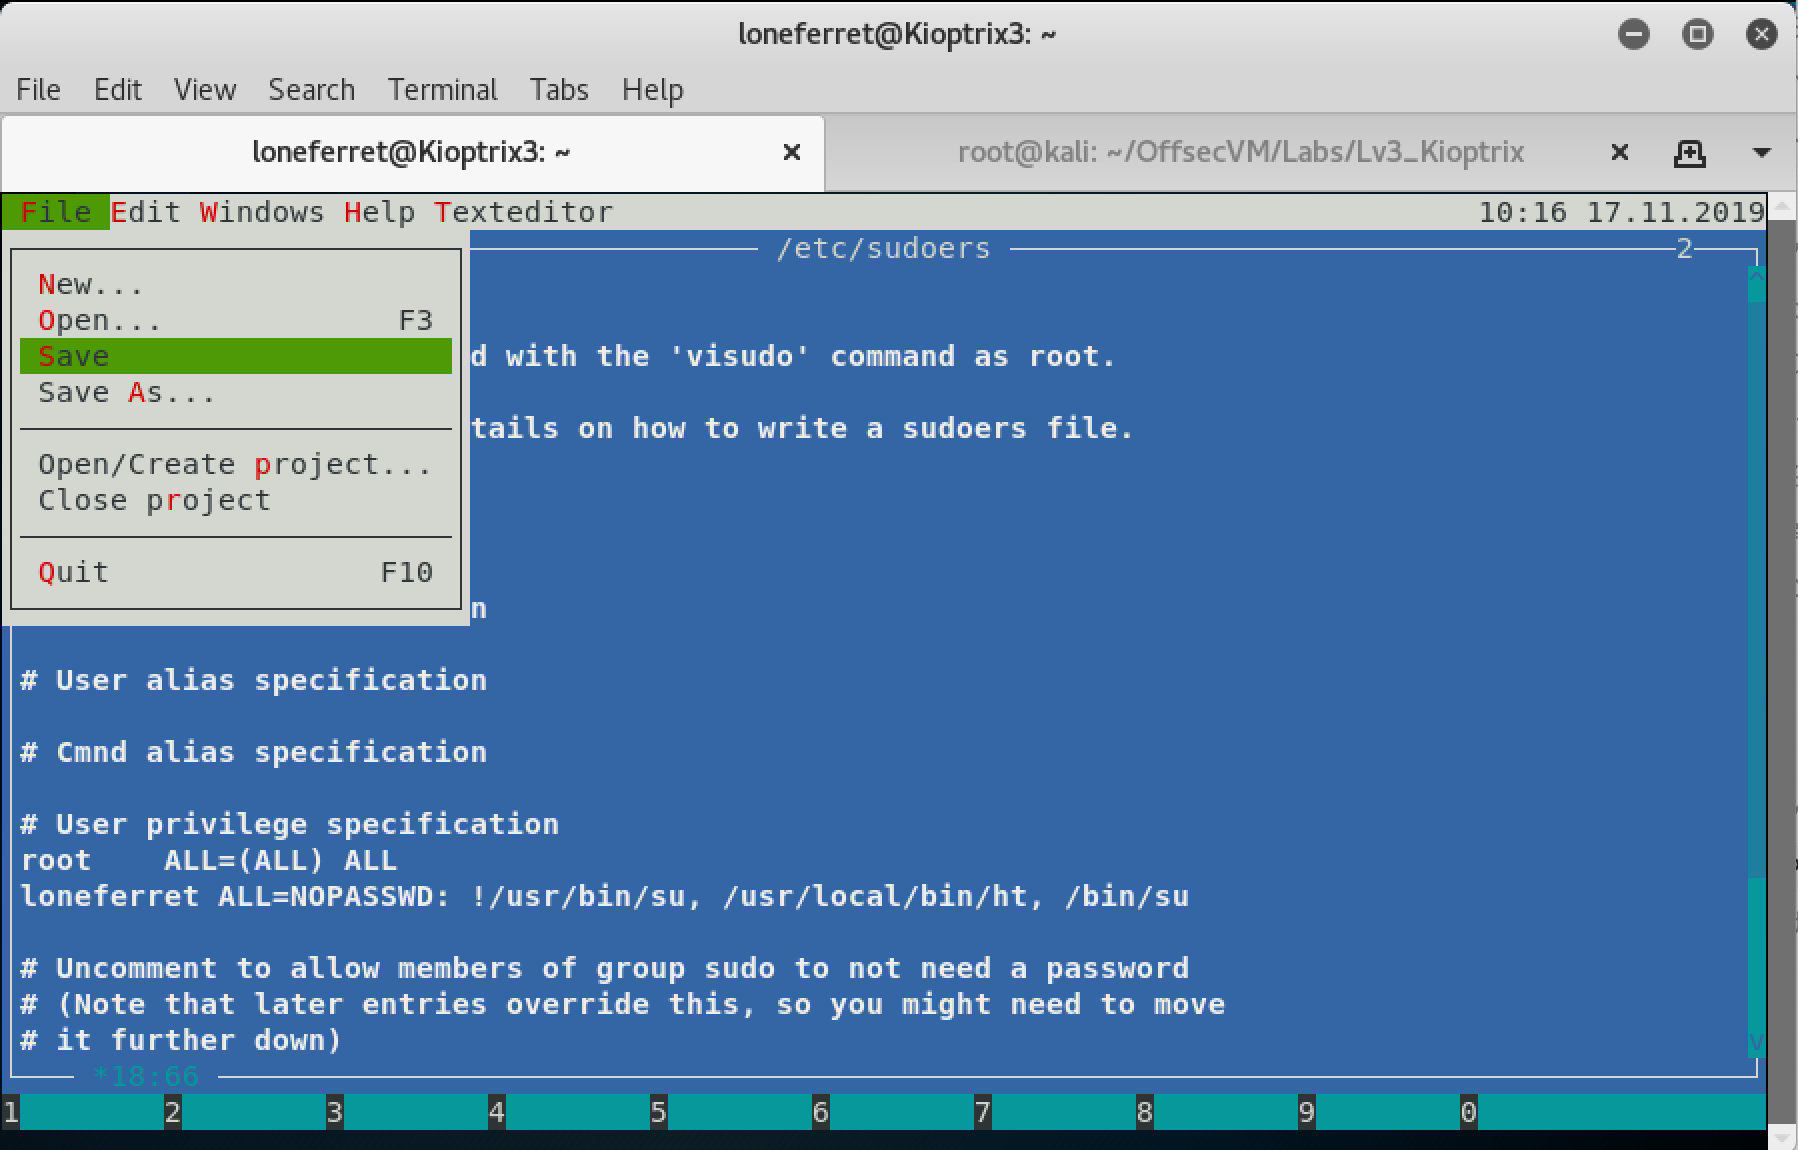 loneferret@Kioptrix3: ~
File Edit View Search Terminal Tabs Help
loneferret@Kioptrix3: ~ root@kali: ~/OffsecVM/Labs/Lv3_Kioptrix
File Edit Windows Help Texteditor 10:16 17.11.2019
/etc/sudoers 2
New...
Open... F3
Save d with the 'visudo' command as root.
Save As...
tails on how to write a sudoers file.
Open/Create project...
Close project
Quit F10
n
# User alias specification
# Cmnd alias specification
# User privilege specification
root ALL=(ALL) ALL
loneferret ALL=NOPASSWD: !/usr/bin/su, /usr/local/bin/ht, /bin/su
# Uncomment to allow members of group sudo to not need a password
# (Note that later entries override this, so you might need to move
# it further down)
*18:66
1 2 3 4 5 6 7 8 9 0